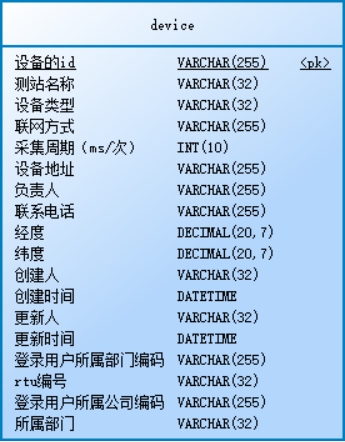 device
设备的id VARCHAR(255) <pk>
测站名称 VARCHAR(32)
设备类型 VARCHAR(32)
联网方式 VARCHAR(255)
采集周期（ms/次） INT(10)
设备地址 VARCHAR(255)
负责人 VARCHAR(255)
联系电话 VARCHAR(255)
经度 DECIMAL(20,7)
纬度 DECIMAL(20,7)
创建人 VARCHAR(32)
创建时间 DATETIME
更新人 VARCHAR(32)
更新时间 DATETIME
登录用户所属部门编码 VARCHAR(255)
rtu编号 VARCHAR(32)
登录用户所属公司编码 VARCHAR(255)
所属部门 VARCHAR(32)